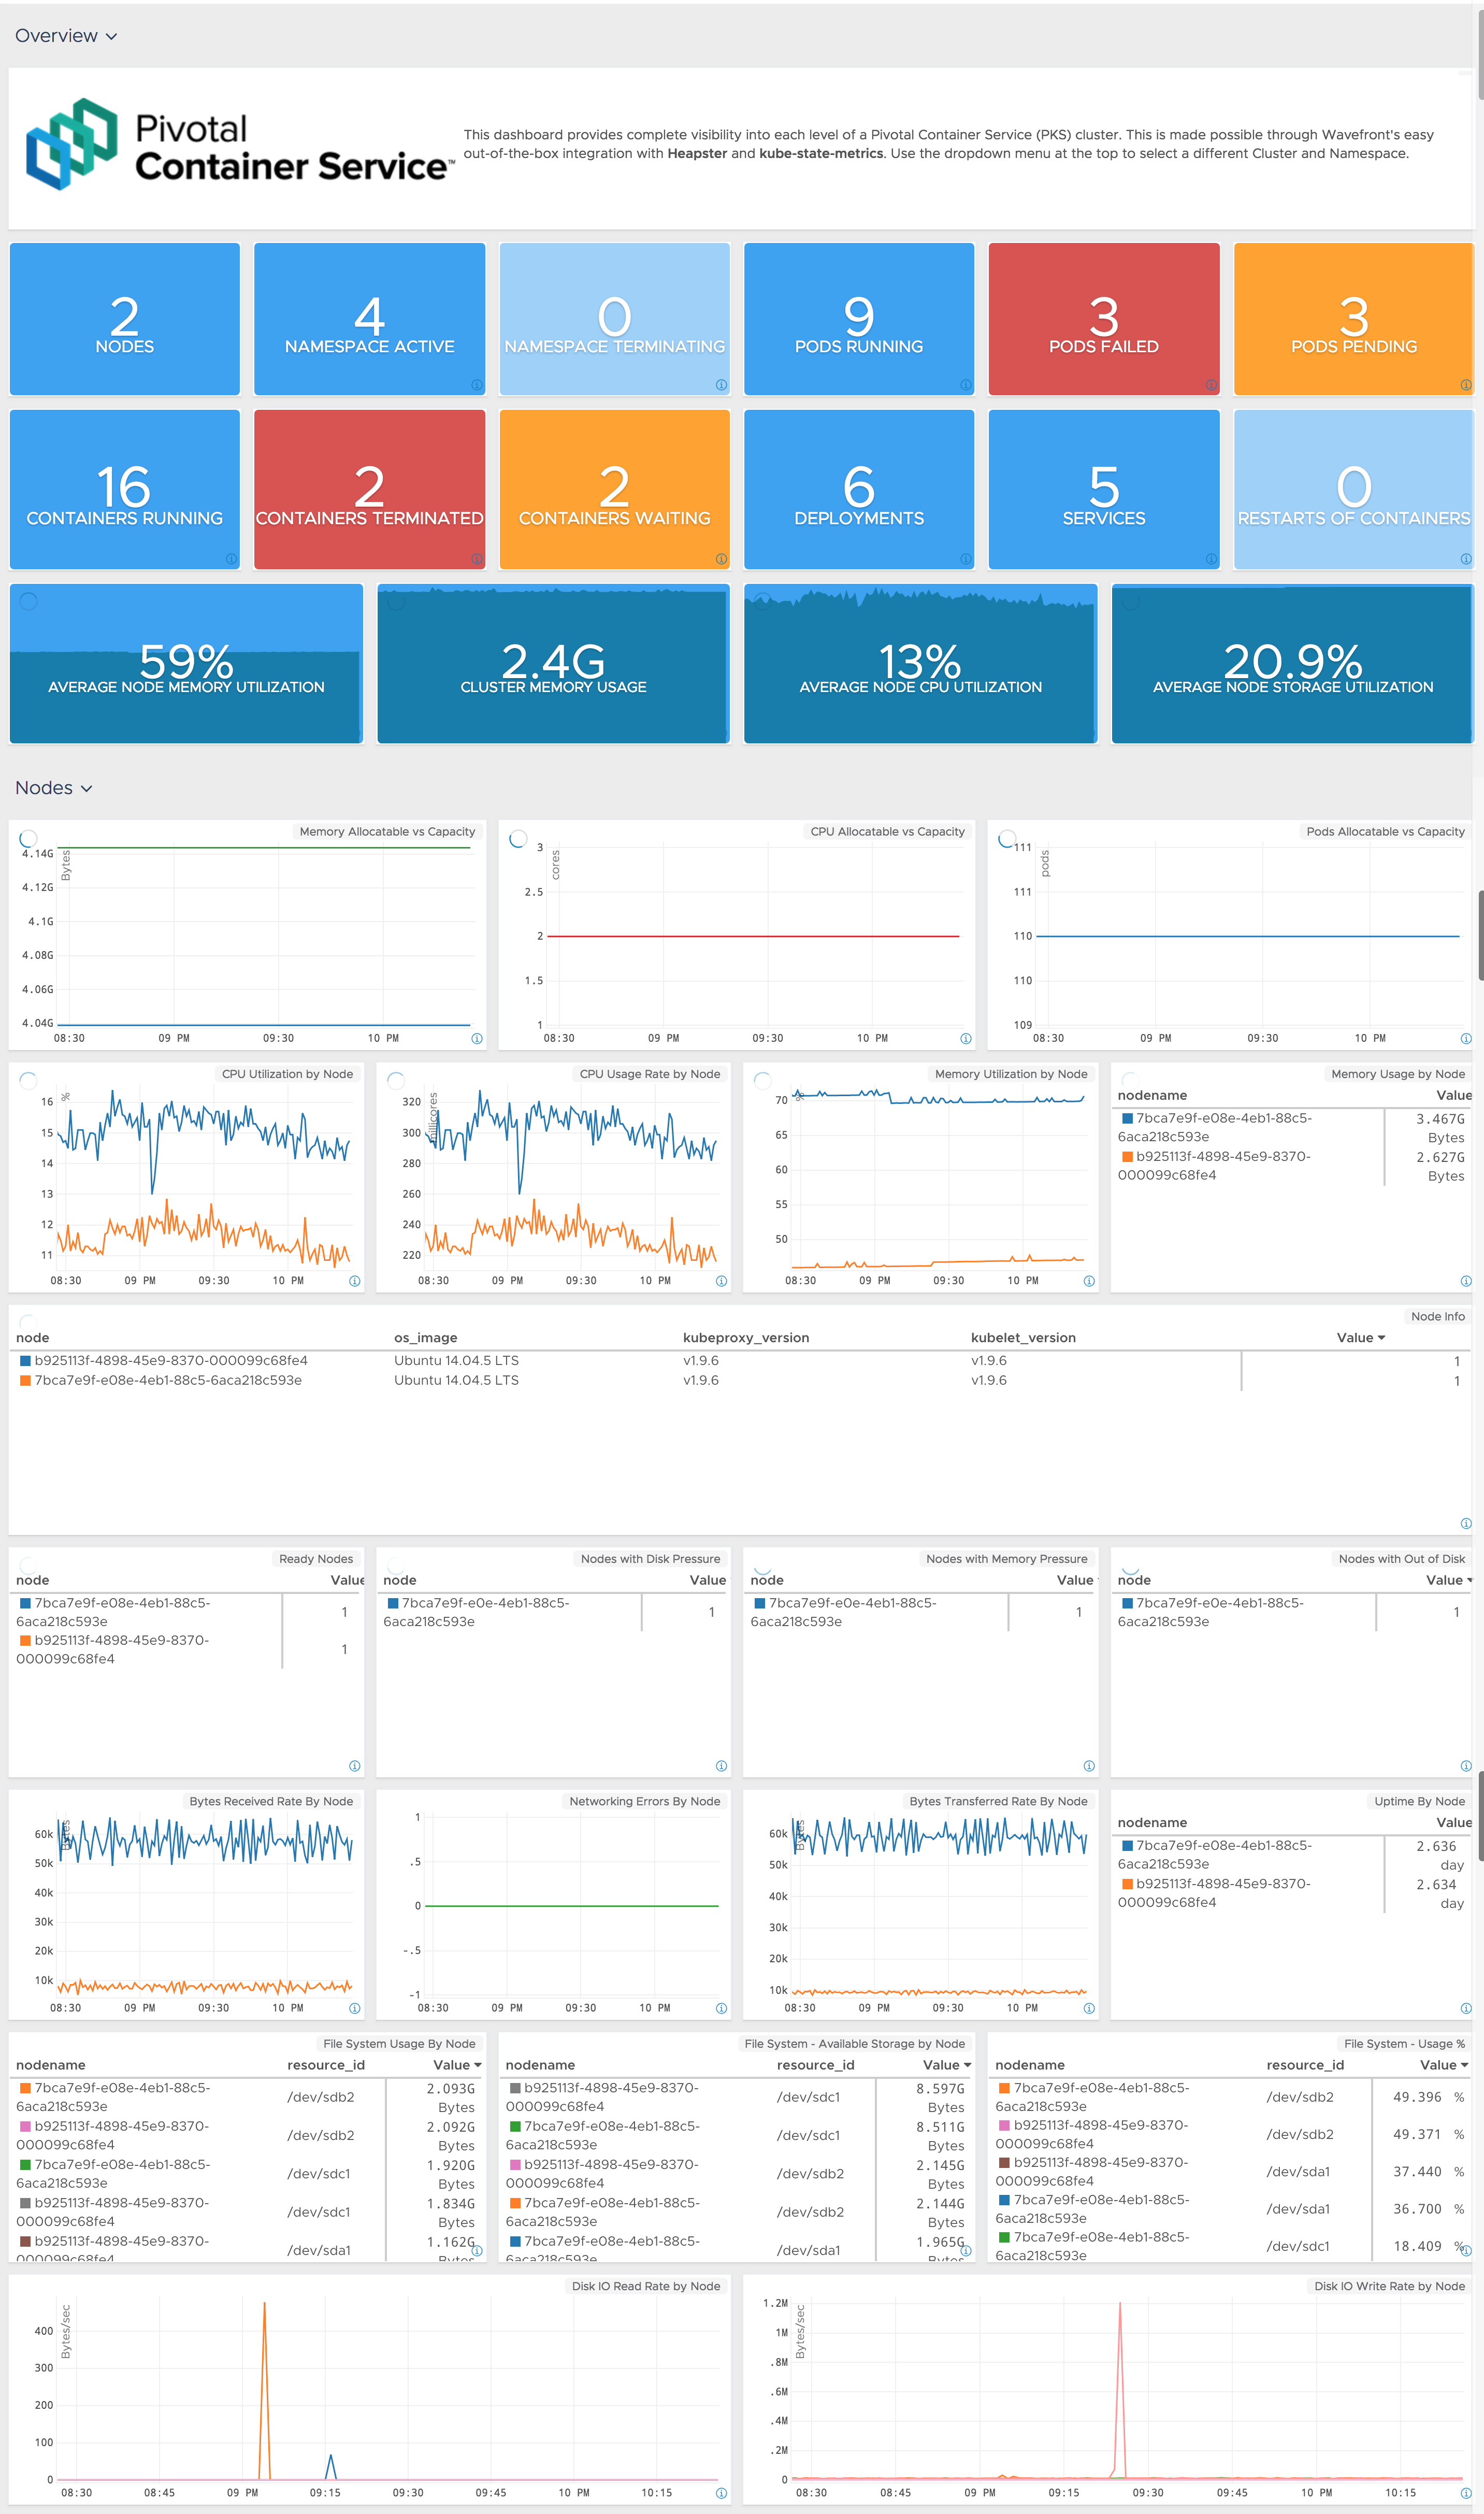 Overview
Pivotal
Container Service™
This dashboard provides complete visibility into each level of a Pivotal Container Service (PKS) cluster. This is made possible through Wavefront's easy
out-of-the-box integration with Heapster and kube-state-metrics. Use the dropdown menu at the top to select a different Cluster and Namespace.
2
NODES
4
NAMESPACE ACTIVE
0
NAMESPACE TERMINATING
9
PODS RUNNING
3
PODS FAILED
3
PODS PENDING
16
CONTAINERS RUNNING
2
CONTAINERS TERMINATED
2
CONTAINERS WAITING
6
DEPLOYMENTS
5
SERVICES
0
RESTARTS OF CONTAINERS
59%
AVERAGE NODE MEMORY UTILIZATION
2.4G
CLUSTER MEMORY USAGE
13%
AVERAGE NODE CPU UTILIZATION
20.9%
AVERAGE NODE STORAGE UTILIZATION
Nodes
Memory Allocatable vs Capacity
Bytes
4.14G
4.12G
4.1G
4.08G
4.06G
4.04G
08:30 09 PM 09:30 10 PM
CPU Allocatable vs Capacity
cores
3
2.5
2
1.5
1
08:30 09 PM 09:30 10 PM
Pods Allocatable vs Capacity
pods
111
111
110
110
109
08:30 09 PM 09:30 10 PM
CPU Utilization by Node
%
16
15
14
13
12
11
08:30 09 PM 09:30 10 PM
CPU Usage Rate by Node
millicores
320
300
280
260
240
220
08:30 09 PM 09:30 10 PM
Memory Utilization by Node
%
70
65
60
55
50
08:30 09 PM 09:30 10 PM
Memory Usage by Node
nodename Value
7bca7e9f-e08e-4eb1-88c5- 3.467G
6aca218c593e Bytes
b925113f-4898-45e9-8370- 2.627G
000099c68fe4 Bytes
Node Info
node os_image kubeproxy_version kubelet_version Value
b925113f-4898-45e9-8370-000099c68fe4 Ubuntu 14.04.5 LTS v1.9.6 v1.9.6 1
7bca7e9f-e08e-4eb1-88c5-6aca218c593e Ubuntu 14.04.5 LTS v1.9.6 v1.9.6 1
Ready Nodes
node Value
7bca7e9f-e08e-4eb1-88c5-
6aca218c593e 1
b925113f-4898-45e9-8370-
000099c68fe4 1
Nodes with Disk Pressure
node Value
7bca7e9f-e0e-4eb1-88c5-
6aca218c593e 1
Nodes with Memory Pressure
node Value
7bca7e9f-e0e-4eb1-88c5-
6aca218c593e 1
Nodes with Out of Disk
node Value
7bca7e9f-e08e-4eb1-88c5-
6aca218c593e 1
Bytes Received Rate By Node
Bytes
60k
50k
40k
30k
20k
10k
08:30 09 PM 09:30 10 PM
Networking Errors By Node
1
.5
0
-.5
-1
08:30 09 PM 09:30 10 PM
Bytes Transferred Rate By Node
Bytes
60k
50k
40k
30k
20k
10k
08:30 09 PM 09:30 10 PM
Uptime By Node
nodename Value
7bca7e9f-e08e-4eb1-88c5- 2.636
6aca218c593e day
b925113f-4898-45e9-8370- 2.634
000099c68fe4 day
File System Usage By Node
nodename resource_id Value
7bca7e9f-e08e-4eb1-88c5- /dev/sdb2 2.093G
6aca218c593e Bytes
b925113f-4898-45e9-8370- /dev/sdb2 2.092G
000099c68fe4 Bytes
7bca7e9f-e08e-4eb1-88c5- /dev/sdc1 1.920G
6aca218c593e Bytes
b925113f-4898-45e9-8370- /dev/sdc1 1.834G
000099c68fe4 Bytes
b925113f-4898-45e9-8370- /dev/sda1 1.162G
000099c68fe4 Bytes
File System - Available Storage by Node
nodename resource_id Value
b925113f-4898-45e9-8370- /dev/sdc1 8.597G
000099c68fe4 Bytes
7bca7e9f-e08e-4eb1-88c5- /dev/sdc1 8.511G
6aca218c593e Bytes
b925113f-4898-45e9-8370- /dev/sdb2 2.145G
000099c68fe4 Bytes
7bca7e9f-e08e-4eb1-88c5- /dev/sdb2 2.144G
6aca218c593e Bytes
7bca7e9f-e08e-4eb1-88c5- /dev/sda1 1.965G
6aca218c593e Bytes
File System - Usage %
nodename resource_id Value
7bca7e9f-e08e-4eb1-88c5- /dev/sdb2 49.396 %
6aca218c593e
b925113f-4898-45e9-8370- /dev/sdb2 49.371 %
000099c68fe4
b925113f-4898-45e9-8370- /dev/sda1 37.440 %
000099c68fe4
7bca7e9f-e08e-4eb1-88c5- /dev/sda1 36.700 %
6aca218c593e
7bca7e9f-e08e-4eb1-88c5- /dev/sdc1 18.409 %
6aca218c593e
Disk IO Read Rate by Node
Bytes/sec
400
300
200
100
0
08:30 08:45 09 PM 09:15 09:30 09:45 10 PM 10:15
Disk IO Write Rate by Node
Bytes/sec
1.2M
1M
.8M
.6M
.4M
.2M
0
08:30 08:45 09 PM 09:15 09:30 09:45 10 PM 10:15